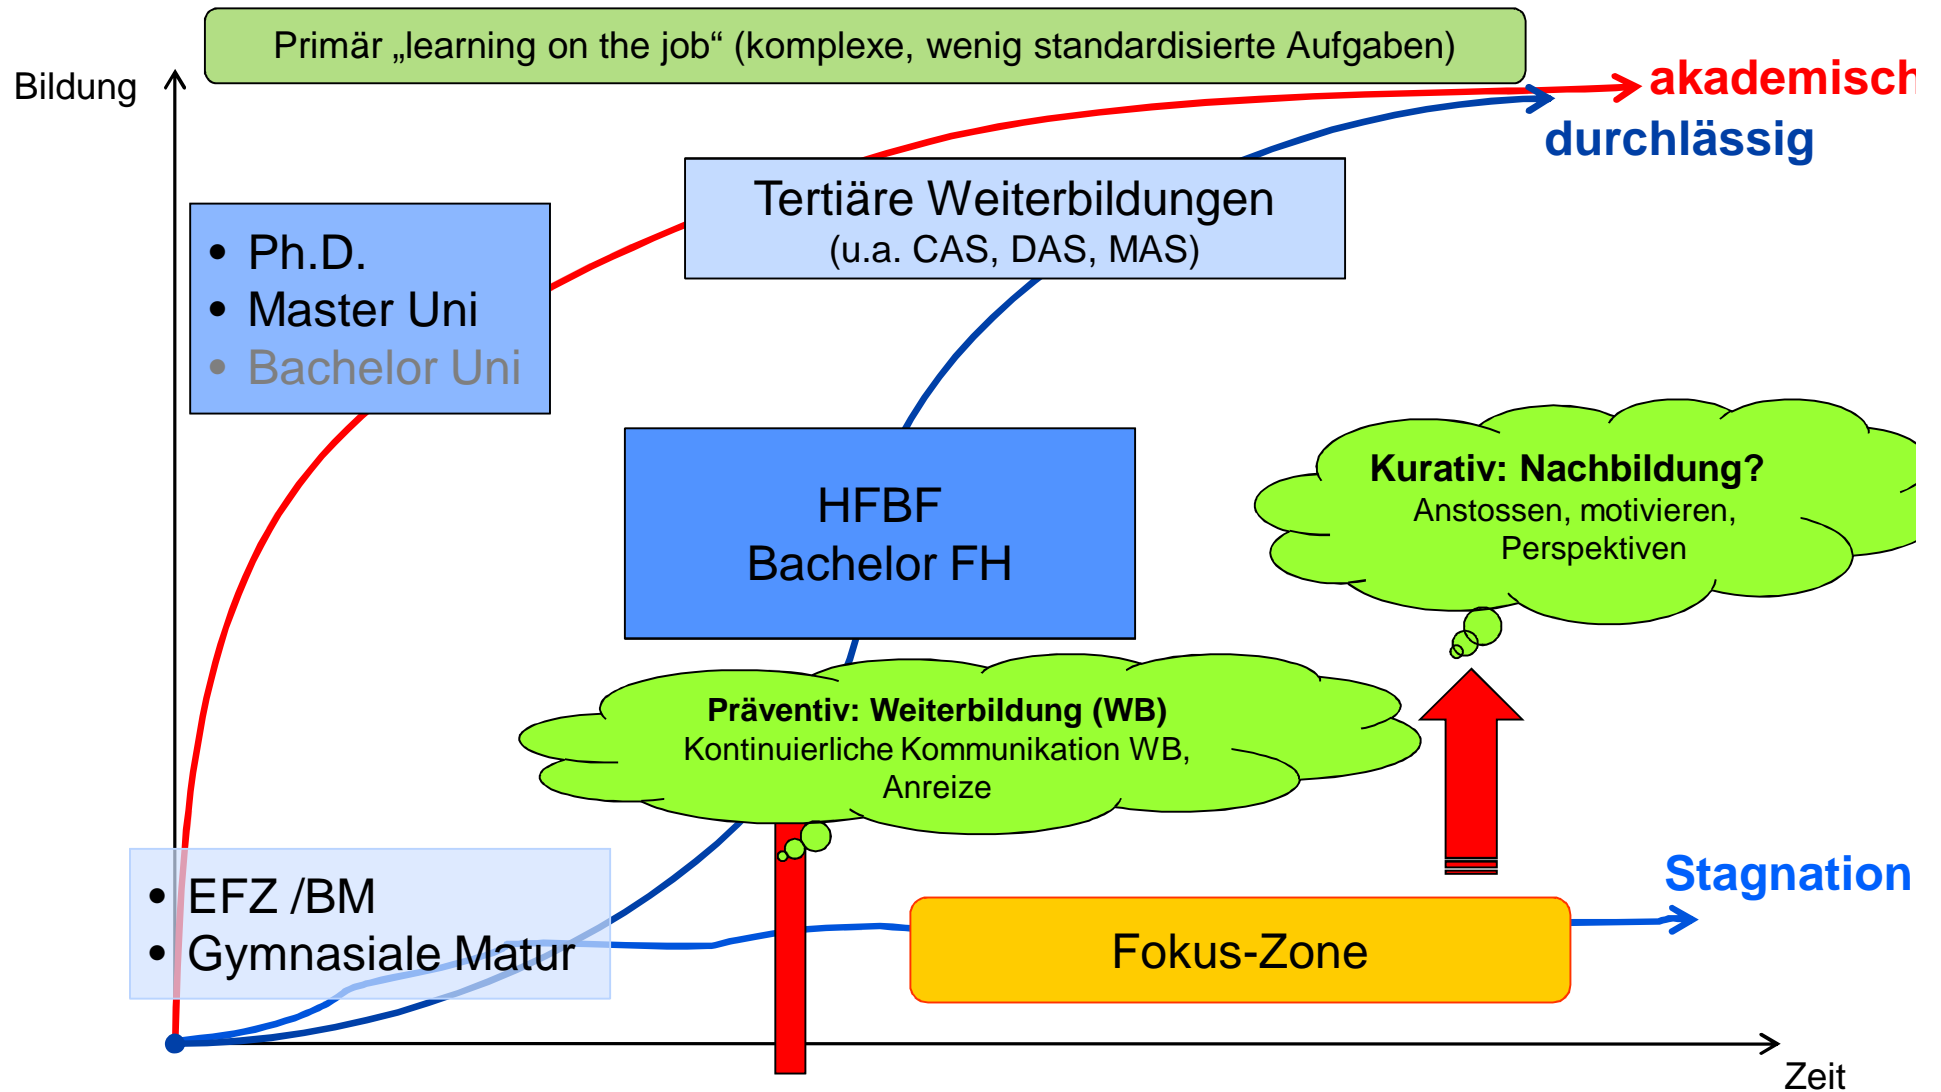 Primär „learning on the job“ (komplexe, wenig standardisierte Aufgaben)
Bildung
akademisch
durchlässig
Tertiäre Weiterbildungen
(u.a. CAS, DAS, MAS)
• Ph.D.
• Master Uni
• Bachelor Uni
HFBF
Bachelor FH
Kurativ: Nachbildung?
Anstossen, motivieren,
Perspektiven
Präventiv: Weiterbildung (WB)
Kontinuierliche Kommunikation WB,
Anreize
• EFZ /BM
• Gymnasiale Matur
Stagnation
Fokus-Zone
Zeit